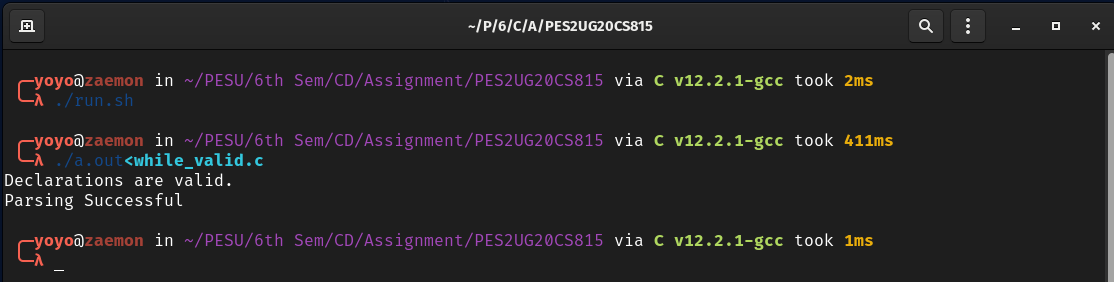 ~/P/6/C/A/PES2UG20CS815
yoyo@zaemon in ~/PESU/6th Sem/CD/Assignment/PES2UG20CS815 via C v12.2.1-gcc took 2ms
λ ./run.sh
yoyo@zaemon in ~/PESU/6th Sem/CD/Assignment/PES2UG20CS815 via C v12.2.1-gcc took 411ms
λ ./a.out<while_valid.c
Declarations are valid.
Parsing Successful
yoyo@zaemon in ~/PESU/6th Sem/CD/Assignment/PES2UG20CS815 via C v12.2.1-gcc took 1ms
λ _